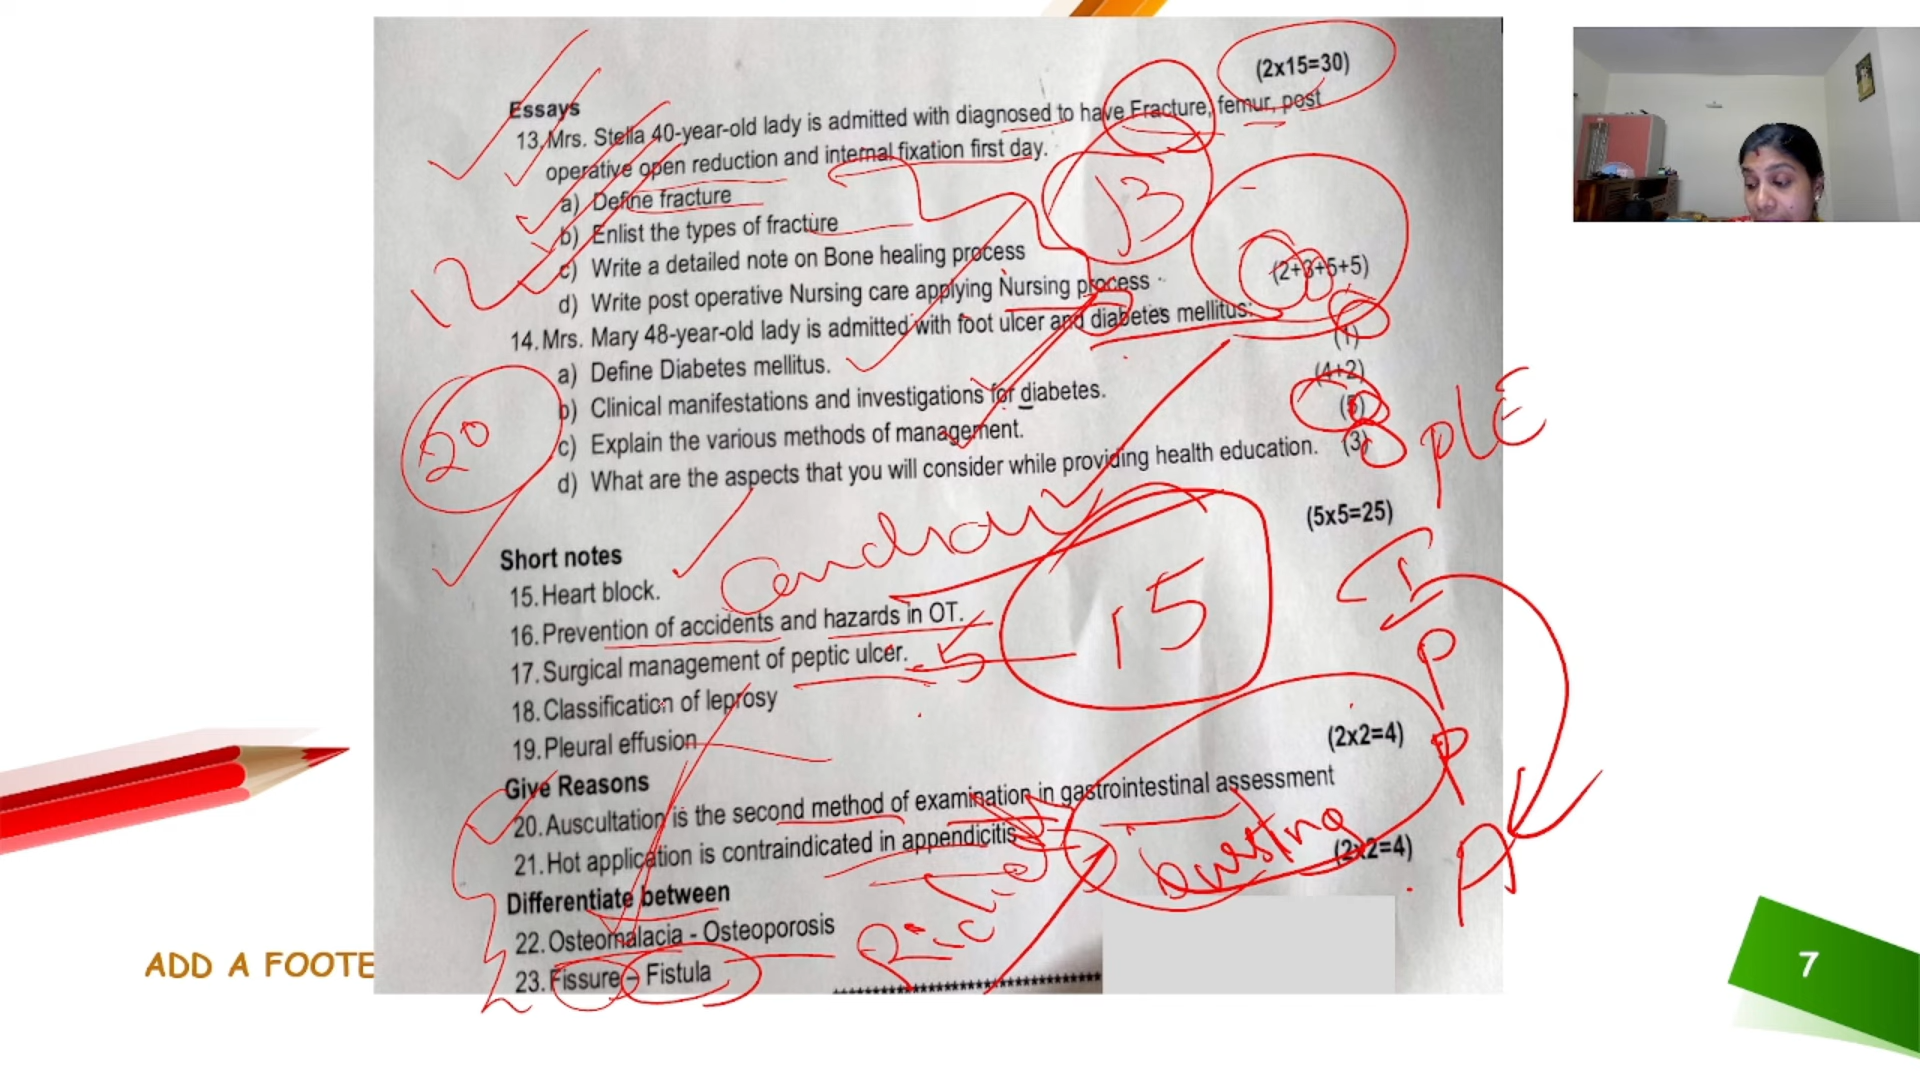 (2x15=30)
Essays
13. Mrs. Stella 40-year-old lady is admitted with diagnosed to have Fracture, femur, post
operative open reduction and internal fixation first day.
a) Define fracture
b) Enlist the types of fracture
c) Write a detailed note on Bone healing process
d) Write post operative Nursing care applying Nursing process
(2+3+5+5)
14. Mrs. Mary 48-year-old lady is admitted with foot ulcer and diabetes mellitus:
a) Define Diabetes mellitus.
(1)
b) Clinical manifestations and investigations for diabetes.
(4+2)
c) Explain the various methods of management.
(5)
d) What are the aspects that you will consider while providing health education.
(3)
Short notes
(5x5=25)
15. Heart block.
16. Prevention of accidents and hazards in OT.
17. Surgical management of peptic ulcer.
18. Classification of leprosy
19. Pleural effusion
Give Reasons
(2x2=4)
20. Auscultation is the second method of examination in gastrointestinal assessment
21. Hot application is contraindicated in appendicitis
Differentiate between
(2x2=4)
22. Osteomalacia - Osteoporosis
23. Fissure - Fistula
*****************************
13
12
20
15
5
I
P
P
A
bursting
ADD A FOOTE
7